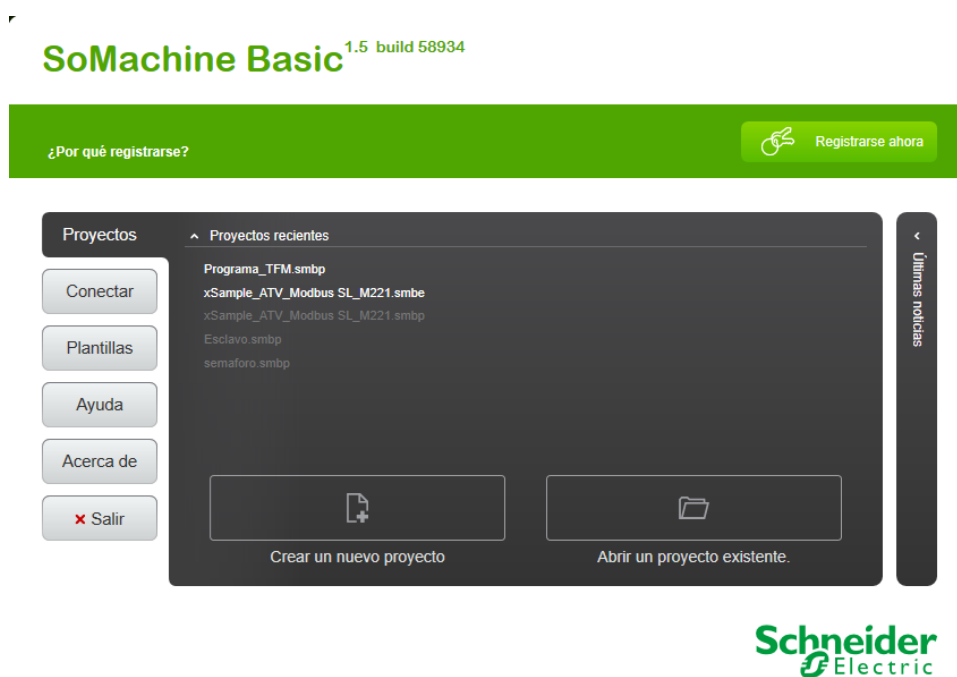 SoMachine Basic 1.5 build 58934
¿Por qué registrarse?
Registrarse ahora
Proyectos
Conectar
Plantillas
Ayuda
Acerca de
Salir
Proyectos recientes
Programa_TFM.smbp
xSample_ATV_Modbus SL_M221.smbe
xSample_ATV_Modbus SL_M221.smbp
Esclavo.smbp
semaforo.smbp
Crear un nuevo proyecto
Abrir un proyecto existente.
Últimas noticias
Schneider
Electric